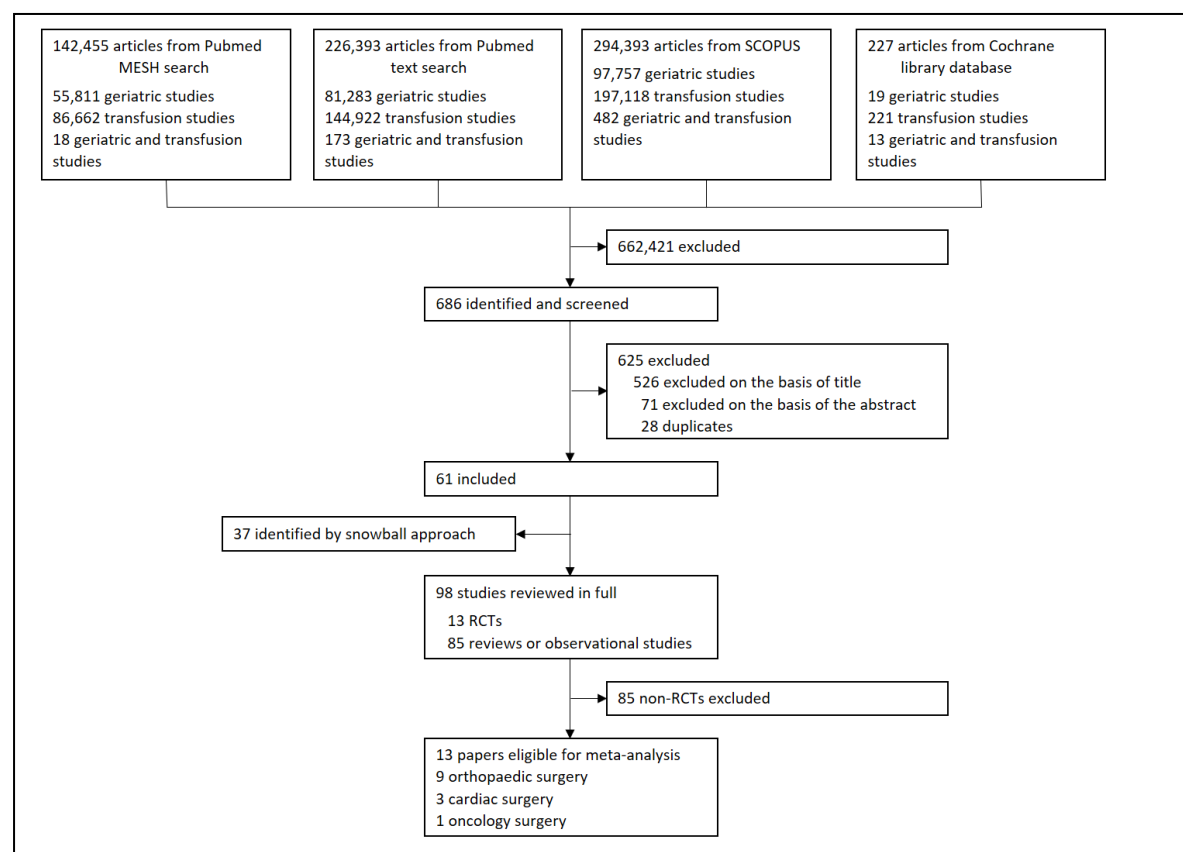 142,455 articles from Pubmed
MESH search
55,811 geriatric studies
86,662 transfusion studies
18 geriatric and transfusion
studies
226,393 articles from Pubmed
text search
81,283 geriatric studies
144,922 transfusion studies
173 geriatric and transfusion
studies
294,393 articles from SCOPUS
97,757 geriatric studies
197,118 transfusion studies
482 geriatric and transfusion
studies
227 articles from Cochrane
library database
19 geriatric studies
221 transfusion studies
13 geriatric and transfusion
studies
662,421 excluded
686 identified and screened
625 excluded
526 excluded on the basis of title
71 excluded on the basis of the abstract
28 duplicates
61 included
37 identified by snowball approach
98 studies reviewed in full
13 RCTs
85 reviews or observational studies
85 non-RCTs excluded
13 papers eligible for meta-analysis
9 orthopaedic surgery
3 cardiac surgery
1 oncology surgery